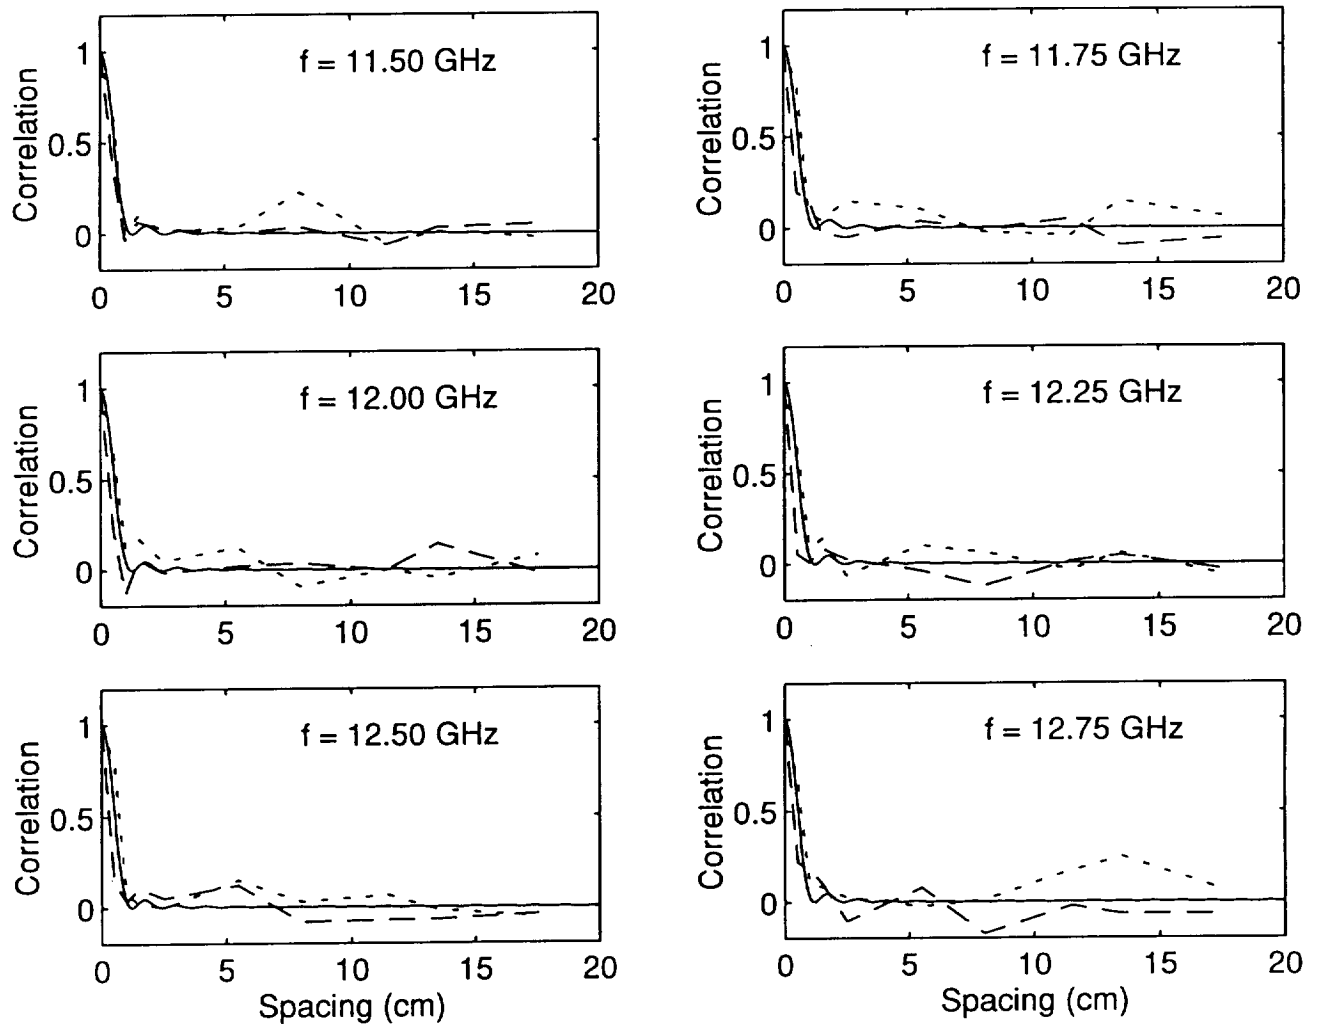 f = 11.50 GHz
Correlation
1
0.5
0
0 5 10 15 20
f = 11.75 GHz
Correlation
1
0.5
0
0 5 10 15 20
f = 12.00 GHz
Correlation
1
0.5
0
0 5 10 15 20
f = 12.25 GHz
Correlation
1
0.5
0
0 5 10 15 20
f = 12.50 GHz
Correlation
1
0.5
0
0 5 10 15 20
Spacing (cm)
f = 12.75 GHz
Correlation
1
0.5
0
0 5 10 15 20
Spacing (cm)